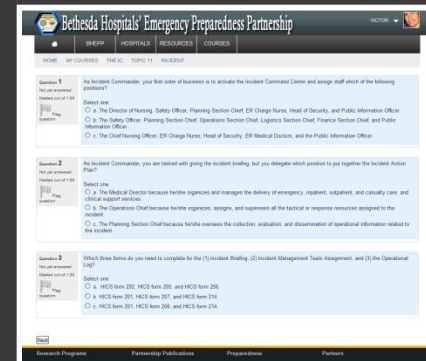 Bethesda Hospitals' Emergency Preparedness Partnership
VICTOR
BHEPP HOSPITALS RESOURCES COURSES
HOME MY COURSES THE IC TOPIC 11 INCIDENT
Question 1
Not yet answered
Marked out of 1.00
Flag question
As Incident Commander, your first order of business is to activate the Incident Command Center and assign staff which of the following
positions?
Select one:
a. The Director of Nursing, Safety Officer, Planning Section Chief, ER Charge Nurse, Head of Security, and Public Information Officer.
b. The Safety Officer, Planning Section Chief, Operations Section Chief, Logistics Section Chief, Finance Section Chief, and Public
Information Officer.
c. The Chief Nursing Officer, ER Charge Nurse, Head of Security, ER Medical Doctors, and the Public Information Officer.
Question 2
Not yet answered
Marked out of 1.00
Flag question
As Incident Commander, you are tasked with giving the incident briefing, but you delegate which position to put together the Incident Action
Plan?
Select one:
a. The Medical Director because he/she organizes and manages the delivery of emergency, inpatient, outpatient, and casualty care, and
clinical support services.
b. The Operations Chief because he/she organizes, assigns, and supervises all the tactical or response resources assigned to the
incident.
c. The Planning Section Chief because he/she oversees the collection, evaluation, and dissemination of operational information related to
the incident.
Question 3
Not yet answered
Marked out of 1.00
Flag question
Which three forms do you need to complete for the (1) Incident Briefing, (2) Incident Management Team Assignment, and (3) the Operational
Log?
Select one:
a. HICS form 202, HICS form 205, and HICS form 256.
b. HICS form 201, HICS form 207, and HICS form 214.
c. HICS form 201, HICS form 206, and HICS form 214.
Next
Research Programs Partnership Publications Preparedness Partners